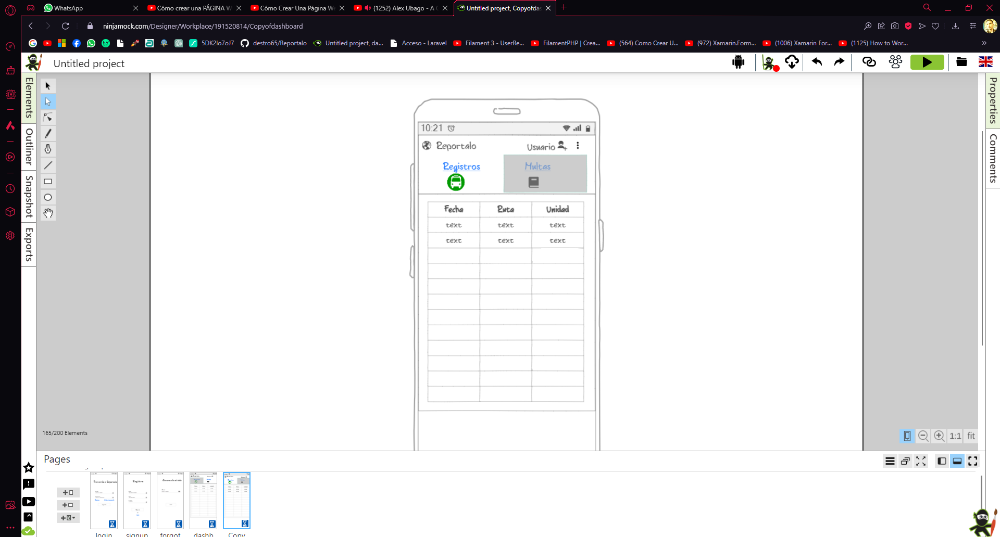 WhatsApp
Cómo crear una PÁGINA W
Cómo Crear Una Página We
(1252) Alex Ubago - A
Untitled project, Copyofdas
ninjamock.com/Designer/Workplace/191520814/Copyofdashboard
5DK2Io7oJ7
destro65/Reportalo
Untitled project, da...
Acceso - Laravel
Filament 3 - UserRe...
FilamentPHP | Crea...
(564) Como Crear U...
(972) Xamarin.Form...
(1006) Xamarin For...
(1125) How to Wor...
Untitled project
Elements
Outliner
Snapshot
Exports
Properties
Comments
10:21
Reportalo
Usuario
Registros
Multas
Fecha Ruta Unidad
text text text
text text text
165/200 Elements
1:1
fit
Pages
login
signup
forgot
dashb
Copy